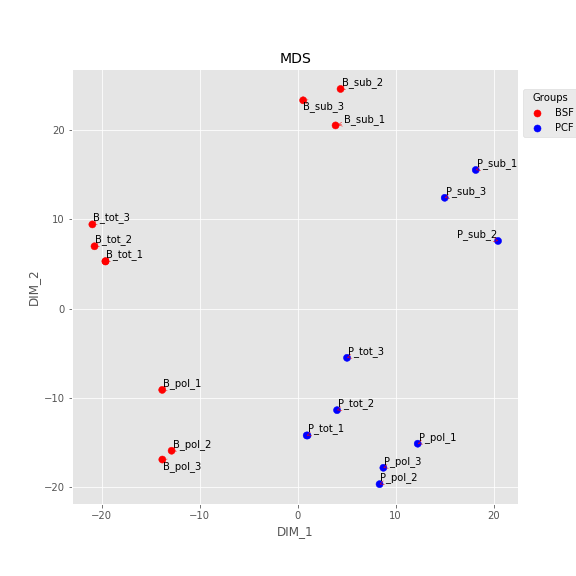 MDS
B_sub_2
B_sub_3
B_sub_1
Groups
BSF
PCF
P_sub_1
P_sub_3
P_sub_2
B_tot_3
B_tot_2
B_tot_1
P_tot_3
B_pol_1
P_tot_2
P_tot_1
P_pol_1
B_pol_2
B_pol_3
P_pol_3
P_pol_2
20
10
0
−10
−20
DIM_2
−20
−10
0
10
20
DIM_1